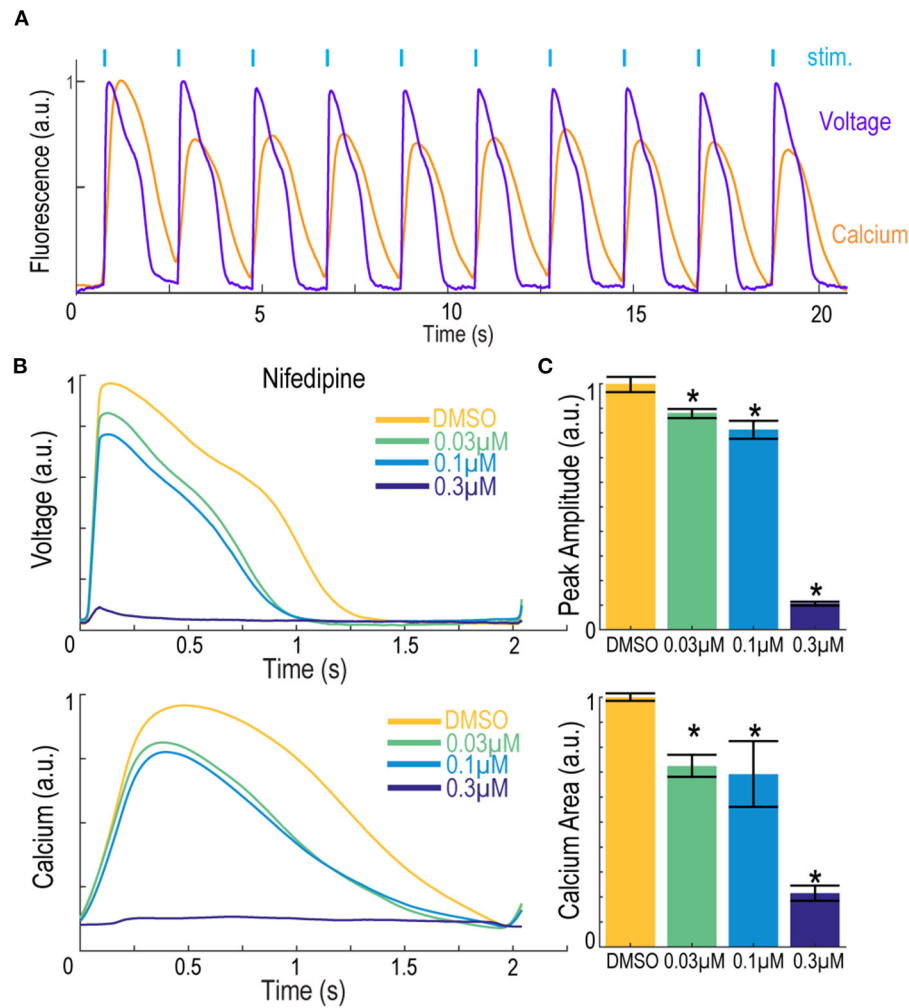 A
stim.
1
Voltage
Fluorescence (a.u.)
Calcium
0 5 10 15 20
Time (s)
B
Nifedipine
1
DMSO
0.03µM
0.1µM
0.3µM
Voltage (a.u.)
0 0.5 1 1.5 2
Time (s)
1
DMSO
0.03µM
0.1µM
0.3µM
Calcium (a.u.)
0 0.5 1 1.5 2
Time (s)
C
1
* * *
Peak Amplitude (a.u.)
0
DMSO 0.03µM 0.1µM 0.3µM
1
* * *
Calcium Area (a.u.)
0
DMSO 0.03µM 0.1µM 0.3µM